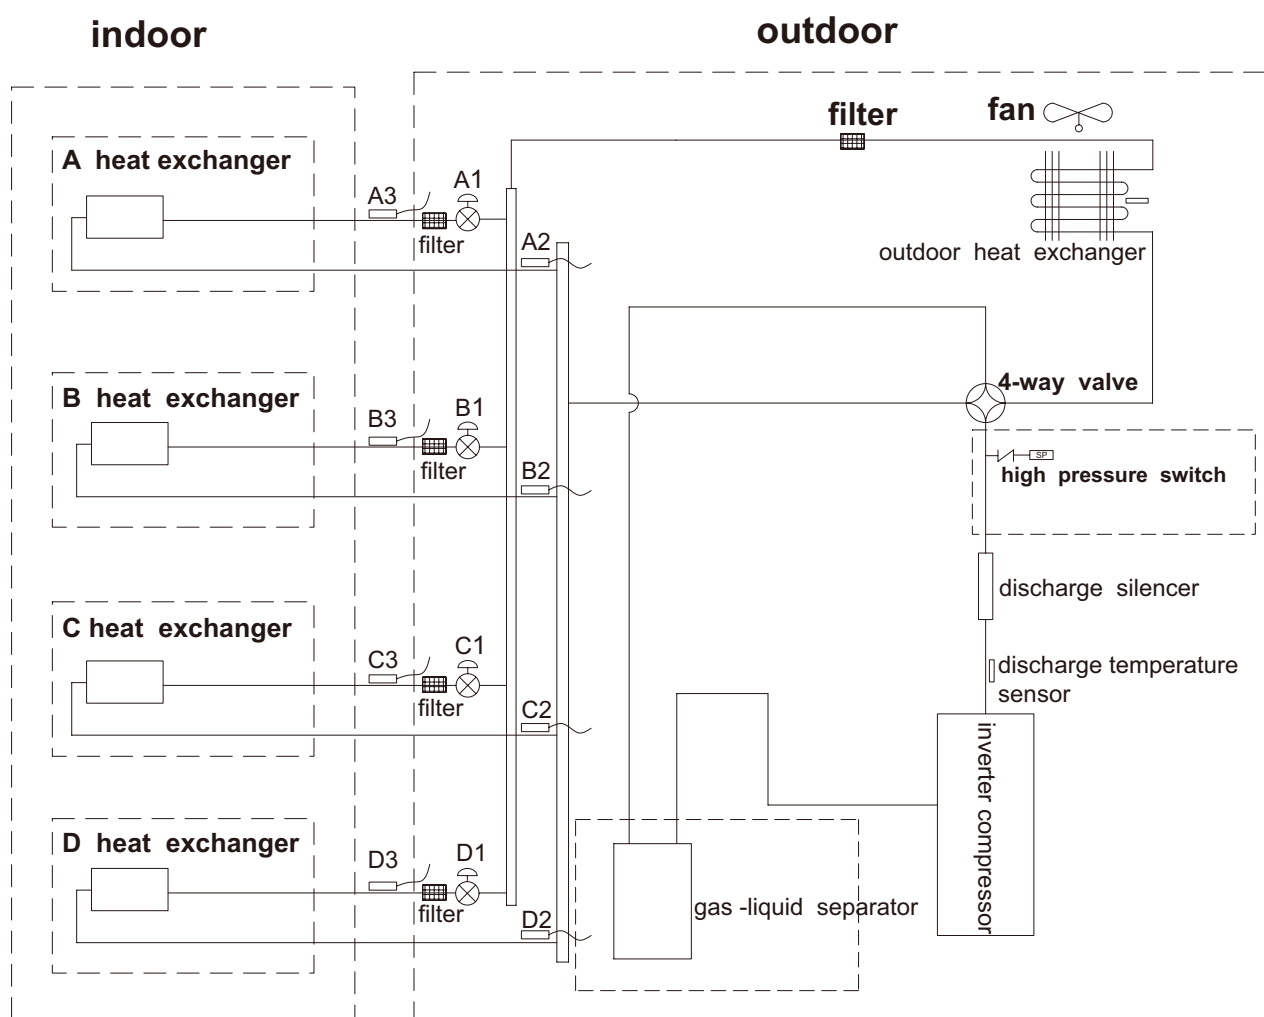 indoor
outdoor
filter
fan
A heat exchanger
A3
A1
filter
A2
outdoor heat exchanger
4-way valve
B heat exchanger
B3
B1
filter
B2
SP
high pressure switch
discharge silencer
C heat exchanger
C3
C1
filter
C2
discharge temperature
sensor
inverter compressor
D heat exchanger
D3
D1
filter
D2
gas -liquid separator